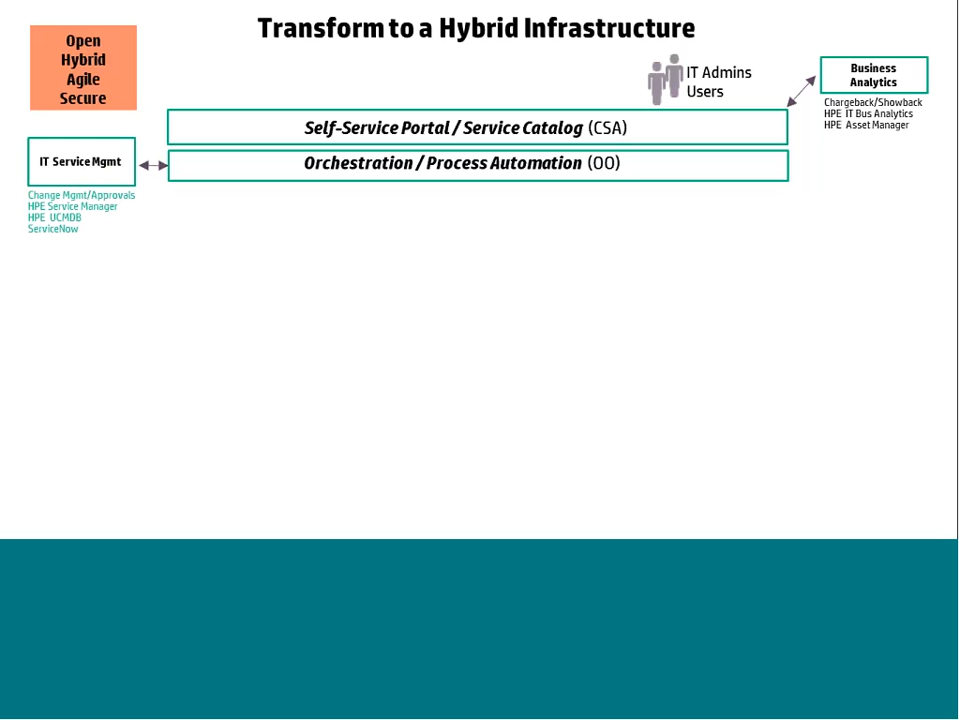 Transform to a Hybrid Infrastructure
Open
Hybrid
Agile
Secure
IT Admins
Users
Business
Analytics
Chargeback/Showback
HPE IT Bus Analytics
HPE Asset Manager
Self-Service Portal / Service Catalog (CSA)
Orchestration / Process Automation (OO)
IT Service Mgmt
Change Mgmt/Approvals
HPE Service Manager
HPE UCMDB
ServiceNow